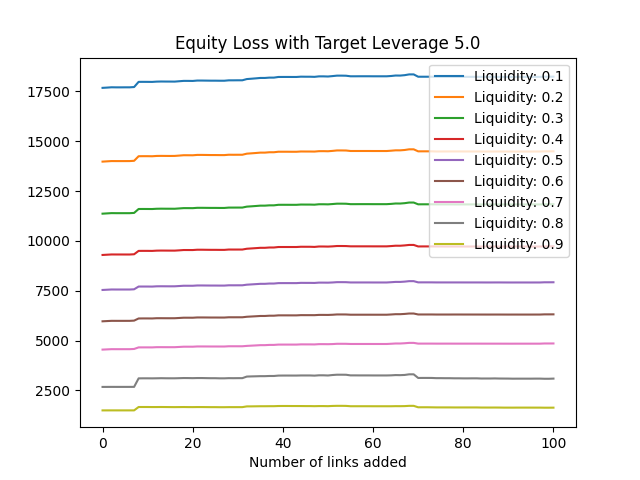 Equity Loss with Target Leverage 5.0
17500
15000
12500
10000
7500
5000
2500
Liquidity: 0.1
Liquidity: 0.2
Liquidity: 0.3
Liquidity: 0.4
Liquidity: 0.5
Liquidity: 0.6
Liquidity: 0.7
Liquidity: 0.8
Liquidity: 0.9
0 20 40 60 80 100
Number of links added